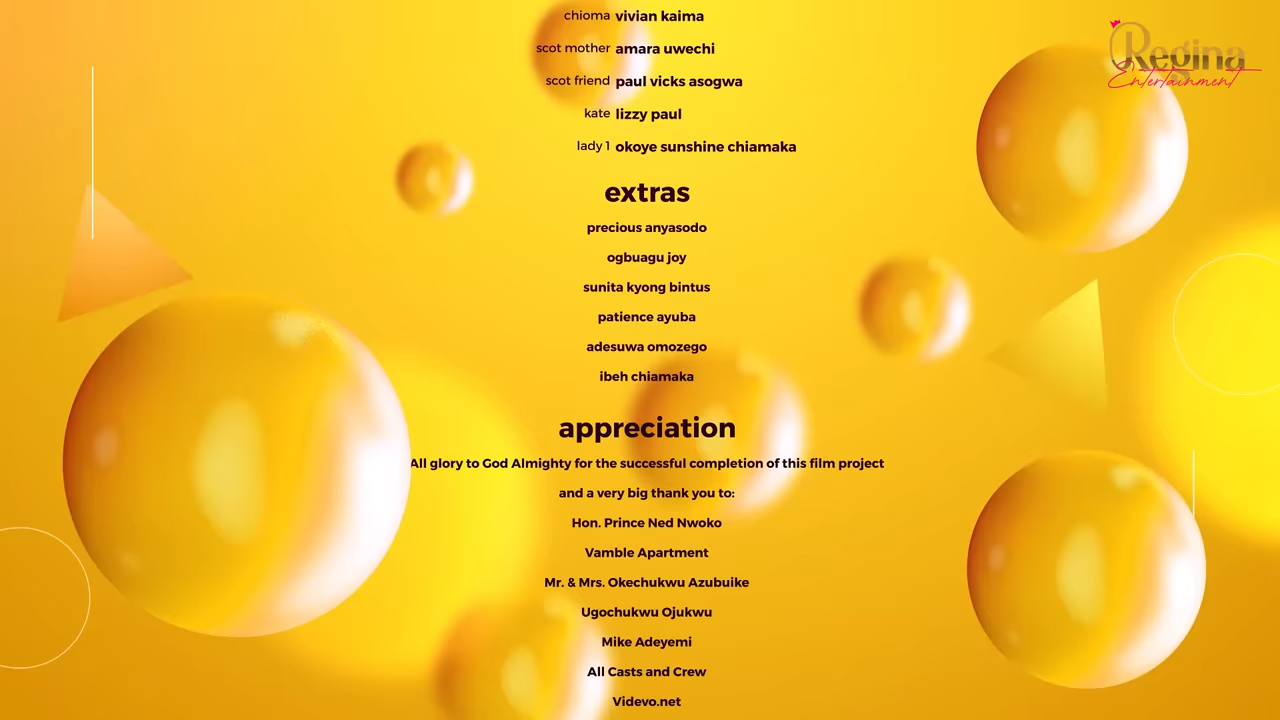 chioma vivian kaima
scot mother amara uwechi
scot friend paul vicks asogwa
kate lizzy paul
lady 1 okoye sunshine chiamaka
extras
precious anyasodo
ogbuagu joy
sunita kyong bintus
patience ayuba
adesuwa omozego
ibeh chiamaka
appreciation
All glory to God Almighty for the successful completion of this film project
and a very big thank you to:
Hon. Prince Ned Nwoko
Vamble Apartment
Mr. & Mrs. Okechukwu Azubuike
Ugochukwu Ojukwu
Mike Adeyemi
All Casts and Crew
Videvo.net
Regina
Entertainment